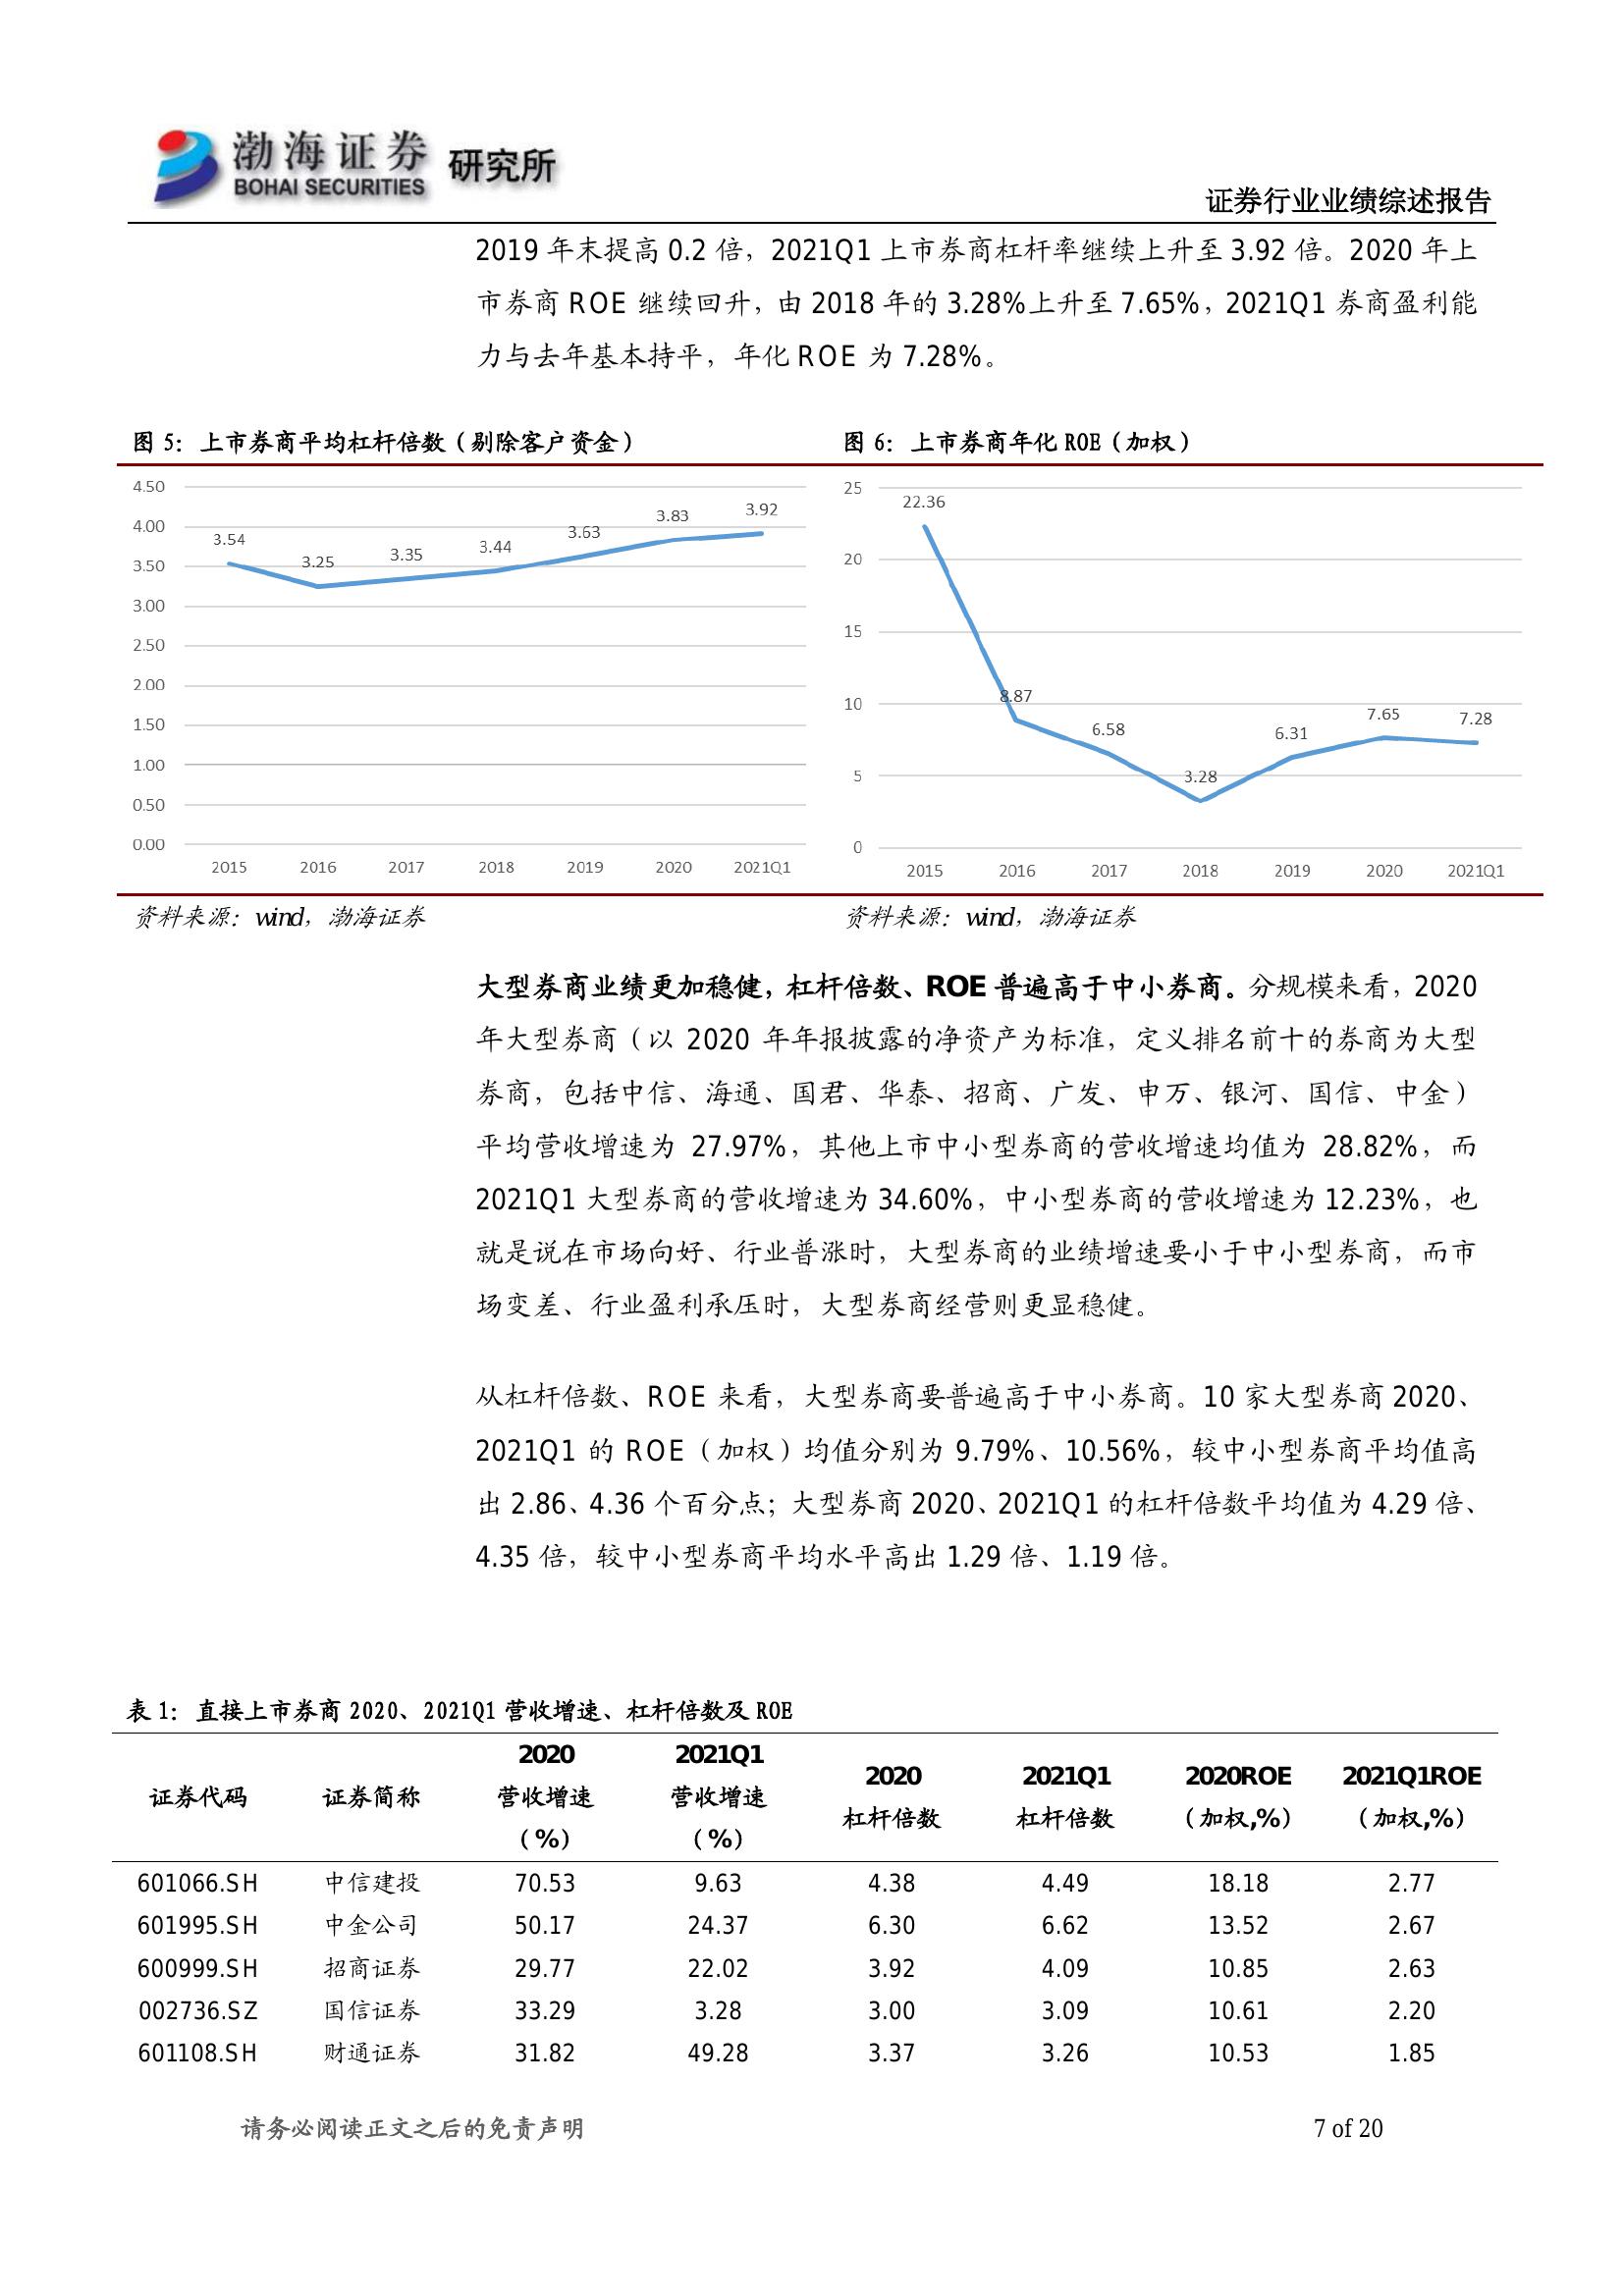 渤海证券 研究所
BOHAI SECURITIES
证券行业业绩综述报告
2019 年末提高 0.2 倍，2021Q1 上市券商杠杆率继续上升至 3.92 倍。2020 年上
市券商 ROE 继续回升，由 2018 年的 3.28%上升至 7.65%，2021Q1 券商盈利能
力与去年基本持平，年化 ROE 为 7.28%。
图 5：上市券商平均杠杆倍数（剔除客户资金）
4.50
4.00
3.50
3.00
2.50
2.00
1.50
1.00
0.50
0.00
3.54
3.25
3.35
3.44
3.63
3.83
3.92
2015 2016 2017 2018 2019 2020 2021Q1
资料来源：wind，渤海证券
图 6：上市券商年化 ROE（加权）
25
20
15
10
5
0
22.36
8.87
6.58
3.28
6.31
7.65
7.28
2015 2016 2017 2018 2019 2020 2021Q1
资料来源：wind，渤海证券
大型券商业绩更加稳健，杠杆倍数、ROE 普遍高于中小券商。分规模来看，2020
年大型券商（以 2020 年年报披露的净资产为标准，定义排名前十的券商为大型
券商，包括中信、海通、国君、华泰、招商、广发、申万、银河、国信、中金）
平均营收增速为 27.97%，其他上市中小型券商的营收增速均值为 28.82%，而
2021Q1 大型券商的营收增速为 34.60%，中小型券商的营收增速为 12.23%，也
就是说在市场向好、行业普涨时，大型券商的业绩增速要小于中小型券商，而市
场变差、行业盈利承压时，大型券商经营则更显稳健。
从杠杆倍数、ROE 来看，大型券商要普遍高于中小券商。10 家大型券商 2020、
2021Q1 的 ROE（加权）均值分别为 9.79%、10.56%，较中小型券商平均值高
出 2.86、4.36 个百分点；大型券商 2020、2021Q1 的杠杆倍数平均值为 4.29 倍、
4.35 倍，较中小型券商平均水平高出 1.29 倍、1.19 倍。
表 1：直接上市券商 2020、2021Q1 营收增速、杠杆倍数及 ROE
证券代码 证券简称 2020 营收增速（%） 2021Q1 营收增速（%） 2020 杠杆倍数 2021Q1 杠杆倍数 2020ROE（加权,%） 2021Q1ROE（加权,%）
601066.SH 中信建投 70.53 9.63 4.38 4.49 18.18 2.77
601995.SH 中金公司 50.17 24.37 6.30 6.62 13.52 2.67
600999.SH 招商证券 29.77 22.02 3.92 4.09 10.85 2.63
002736.SZ 国信证券 33.29 3.28 3.00 3.09 10.61 2.20
601108.SH 财通证券 31.82 49.28 3.37 3.26 10.53 1.85
请务必阅读正文之后的免责声明 7 of 20